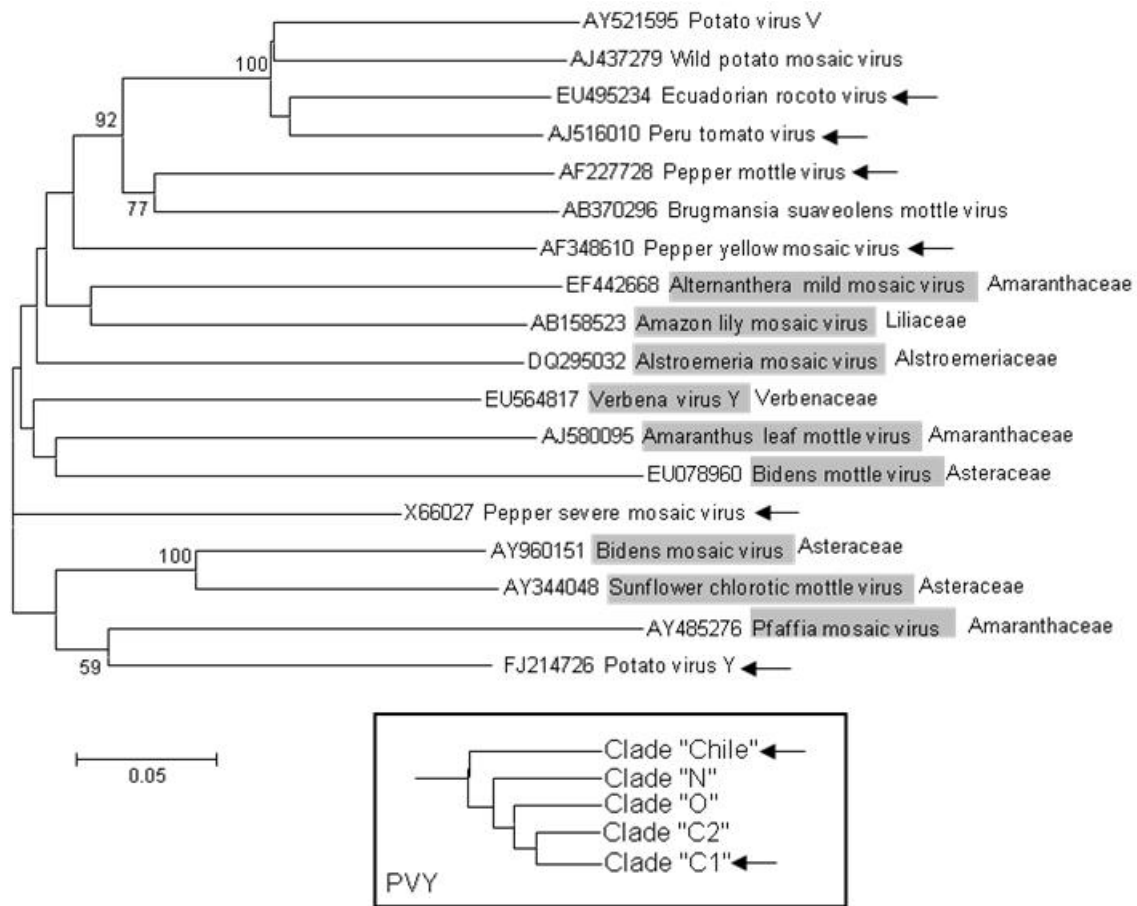 AY521595 Potato virus V
100
AJ437279 Wild potato mosaic virus
EU495234 Ecuadorian rocoto virus
92
AJ516010 Peru tomato virus
AF227728 Pepper mottle virus
77
AB370296 Brugmansia suaveolens mottle virus
AF348610 Pepper yellow mosaic virus
EF442668 Alternanthera mild mosaic virus Amaranthaceae
AB158523 Amazon lily mosaic virus Liliaceae
DQ295032 Alstroemeria mosaic virus Alstroemeriaceae
EU564817 Verbena virus Y Verbenaceae
AJ580095 Amaranthus leaf mottle virus Amaranthaceae
EU078960 Bidens mottle virus Asteraceae
X66027 Pepper severe mosaic virus
100
AY960151 Bidens mosaic virus Asteraceae
AY344048 Sunflower chlorotic mottle virus Asteraceae
AY485276 Pfaffia mosaic virus Amaranthaceae
59
FJ214726 Potato virus Y
0.05
Clade "Chile"
Clade "N"
Clade "O"
Clade "C2"
Clade "C1"
PVY